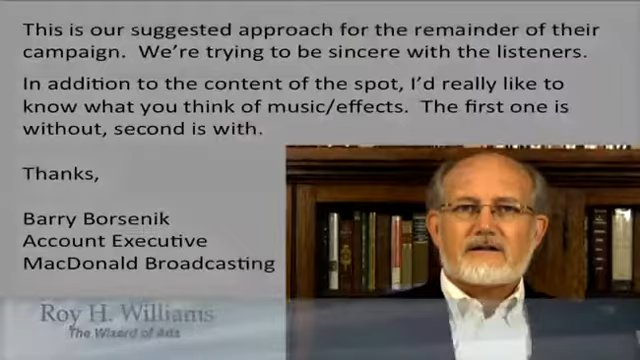 This is our suggested approach for the remainder of their
campaign. We're trying to be sincere with the listeners.
In addition to the content of the spot, I'd really like to
know what you think of music/effects. The first one is
without, second is with.
Thanks,
Barry Borsenik
Account Executive
MacDonald Broadcasting
Roy H. Williams
The Wizard of Ads